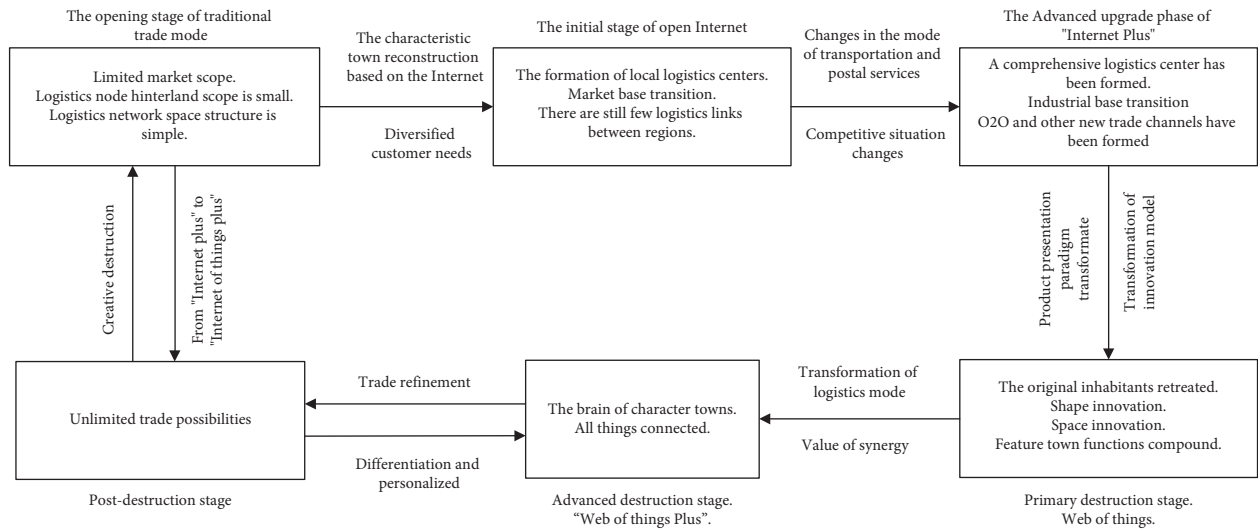 The opening stage of traditional
trade mode
Limited market scope.
Logistics node hinterland scope is small.
Logistics network space structure is
simple.
The characteristic
town reconstruction
based on the Internet
Diversified
customer needs
The initial stage of open Internet
The formation of local logistics centers.
Market base transition.
There are still few logistics links
between regions.
Changes in the mode
of transportation and
postal services
Competitive situation
changes
The Advanced upgrade phase of
"Internet Plus"
A comprehensive logistics center has
been formed.
Industrial base transition
O2O and other new trade channels have
been formed
Creative destruction
From "Internet plus" to
"Internet of things plus"
Product presentation
paradigm
transformate
Transformation of
innovation model
Unlimited trade possibilities
Post-destruction stage
Trade refinement
Differentiation and
personalized
The brain of character towns.
All things connected.
Advanced destruction stage.
“Web of things Plus”.
Transformation of
logistics mode
Value of synergy
The original inhabitants retreated.
Shape innovation.
Space innovation.
Feature town functions compound.
Primary destruction stage.
Web of things.